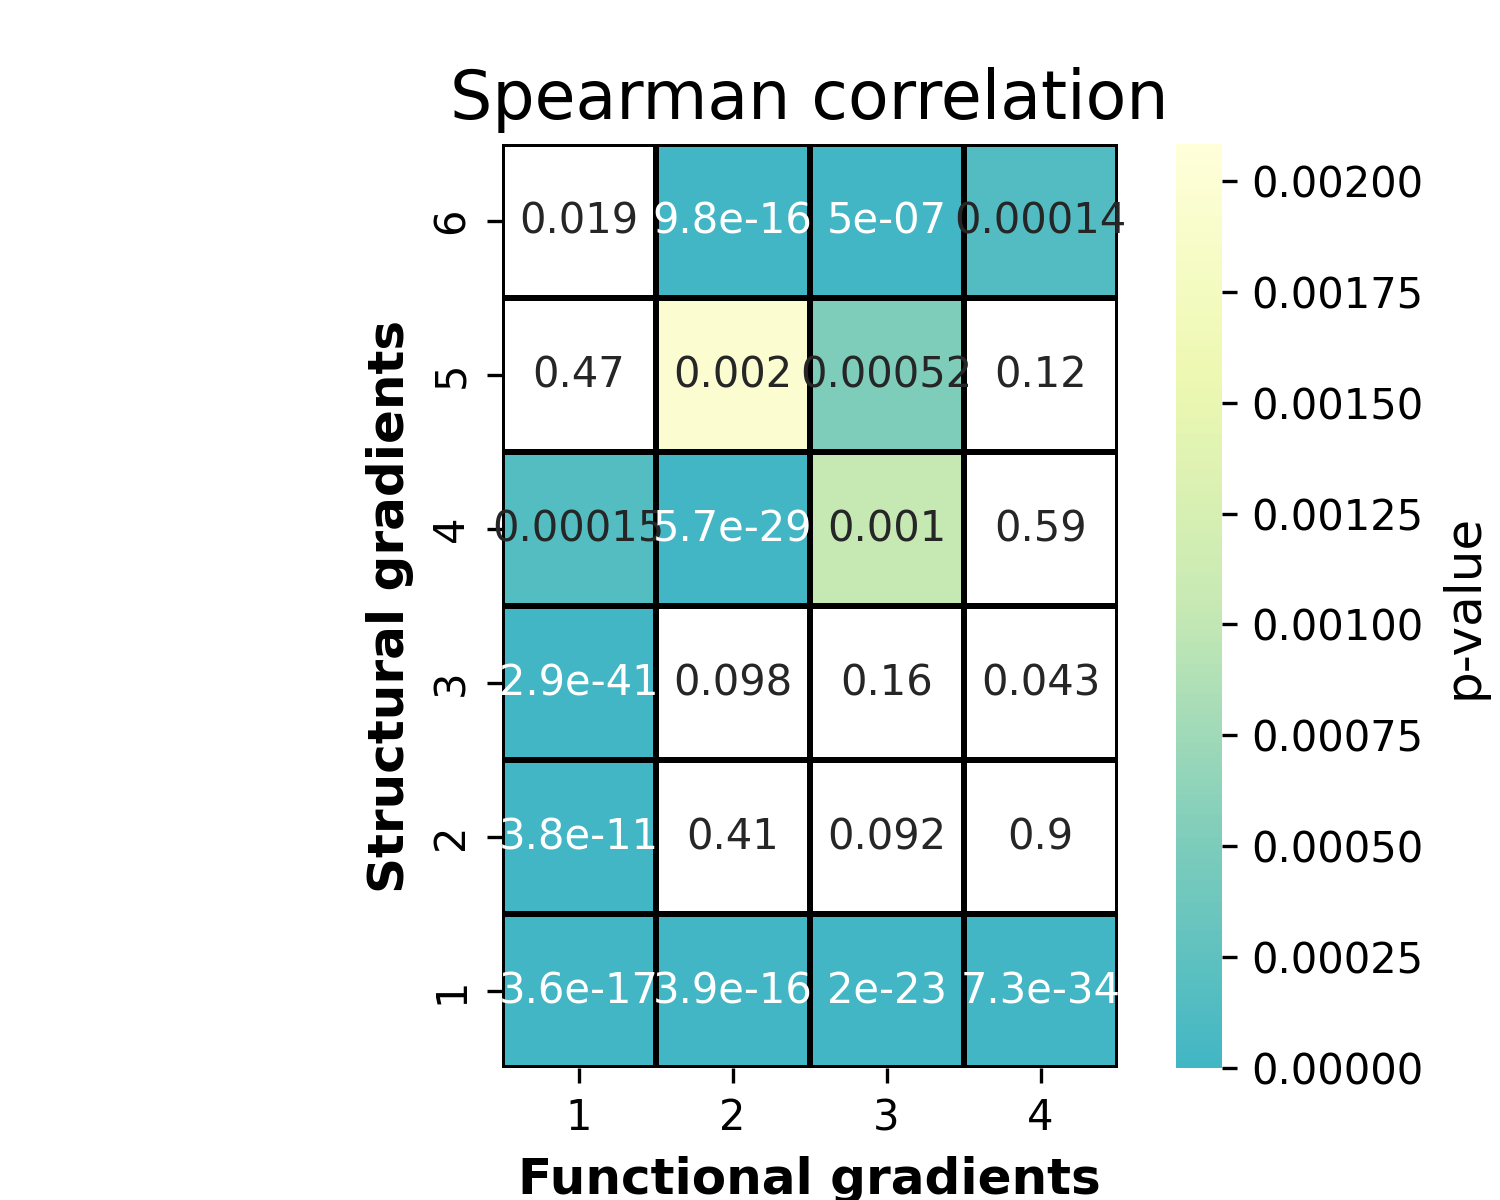 Spearman correlation
6 0.019 9.8e-16 5e-07 0.00014
5 0.47 0.002 0.00052 0.12
4 0.00015 5.7e-29 0.001 0.59
3 2.9e-41 0.098 0.16 0.043
2 3.8e-11 0.41 0.092 0.9
1 3.6e-17 3.9e-16 2e-23 7.3e-34
1 2 3 4
Functional gradients
Structural gradients
0.00200
0.00175
0.00150
0.00125
0.00100
0.00075
0.00050
0.00025
0.00000
p-value